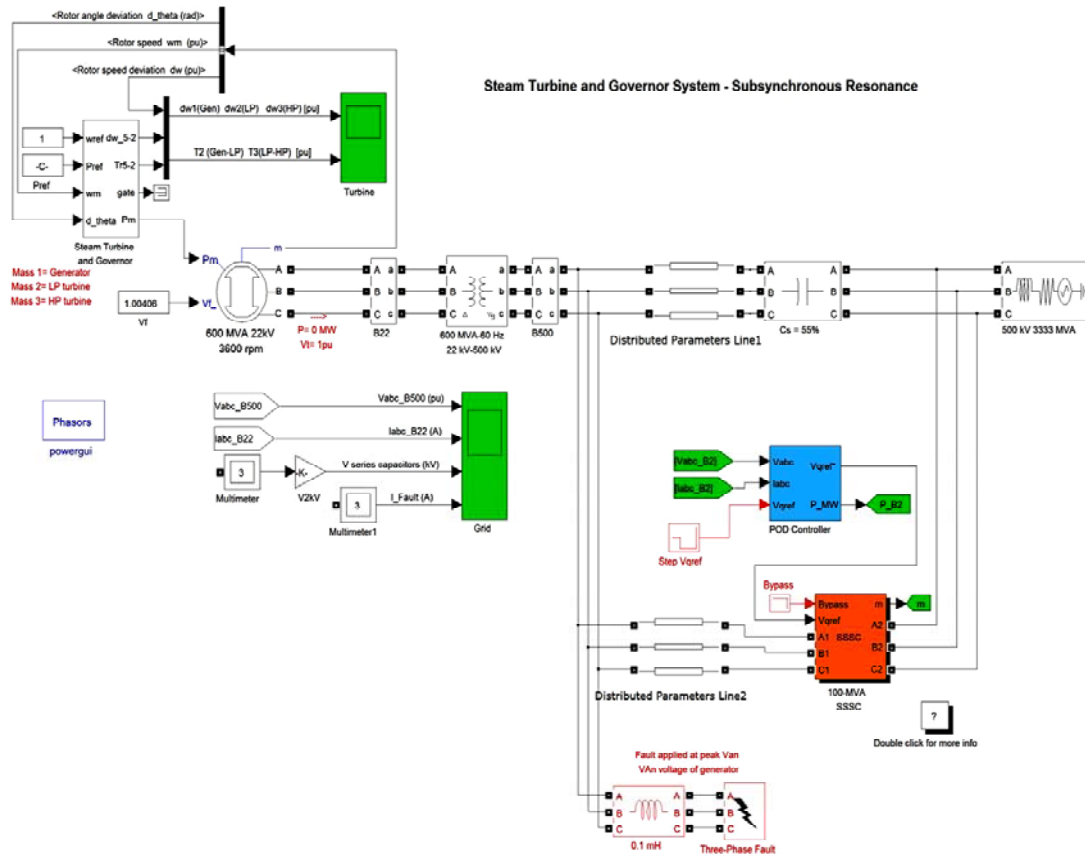 <Rotor angle deviation d_theta (rad)>
<Rotor speed wm (pu)>
<Rotor speed deviation dw (pu)>
Steam Turbine and Governor System - Subsynchronous Resonance
dw1(Gen) dw2(LP) dw3(HP) [pu]
T2 (Gen-LP) T3(LP-HP) [pu]
Turbine
1
-C-
Pref
wref
dw_5-2
Pref
Tr5-2
wm
gate
d_theta
Pm
Steam Turbine
and Governor
Mass 1= Generator
Mass 2= LP turbine
Mass 3= HP turbine
1.00406
Vf
m
Pm
Vf_
A
B
C
600 MVA 22kV
3600 rpm
P= 0 MW
Vt= 1pu
A a
B b
C c
B22
A a
B b
C c
600 MVA-60 Hz
22 kV-500 kV
A a
B b
C c
B500
Distributed Parameters Line1
A A
B
C C
Cs = 55%
A
B
C
500 kV 3333 MVA
Phasors
powergui
Vabc_B500
Iabc_B22
3
Multimeter
-K-
V2kV
3
Multimeter1
Vabc_B500 (pu)
Iabc_B22 (A)
V series capacitors (kV)
I_Fault (A)
Grid
[Vabc_B2]
[Iabc_B2]
Step Vqref
Vabc
Iabc
Vqref
Vqref
P_MW
POD Controller
P_B2
Bypass
Bypass
Vqref
A1
B1
C1
SSSC
m
A2
B2
C2
m
100-MVA
SSSC
Distributed Parameters Line2
?
Double click for more info
Fault applied at peak Van
VAn voltage of generator
A A
B B
C C
0.1 mH
A
B
C
Three-Phase Fault